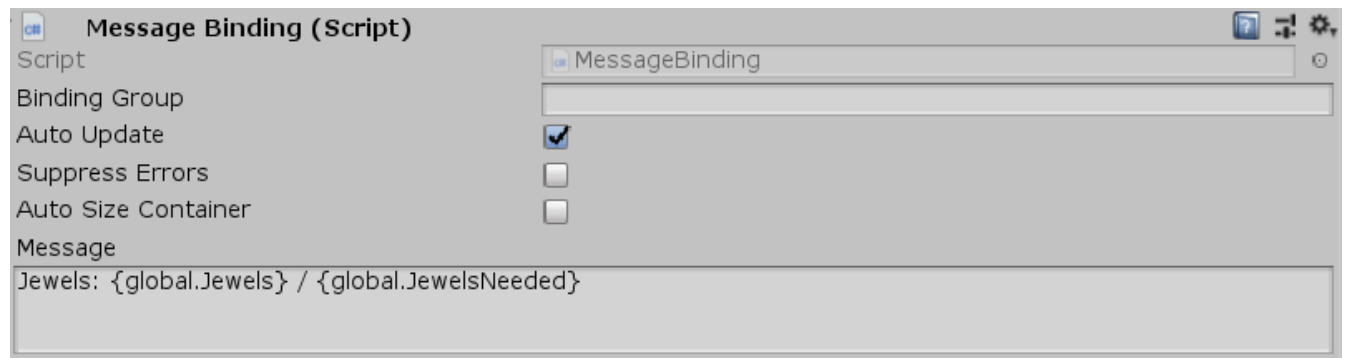 Message Binding (Script)
Script MessageBinding
Binding Group
Auto Update
Suppress Errors
Auto Size Container
Message
Jewels: {global.Jewels} / {global.JewelsNeeded}